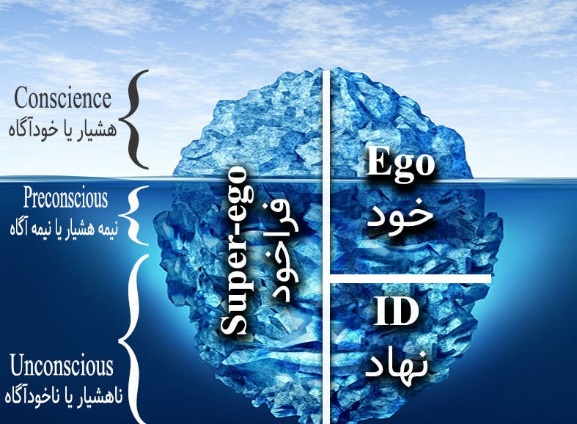 Conscience
هشیار یا خودآگاه
Preconscious
نیمه هشیار یا نیمه آگاه
Unconscious
ناهشیار یا ناخودآگاه
Super-ego
فراخود
Ego
خود
ID
نهاد